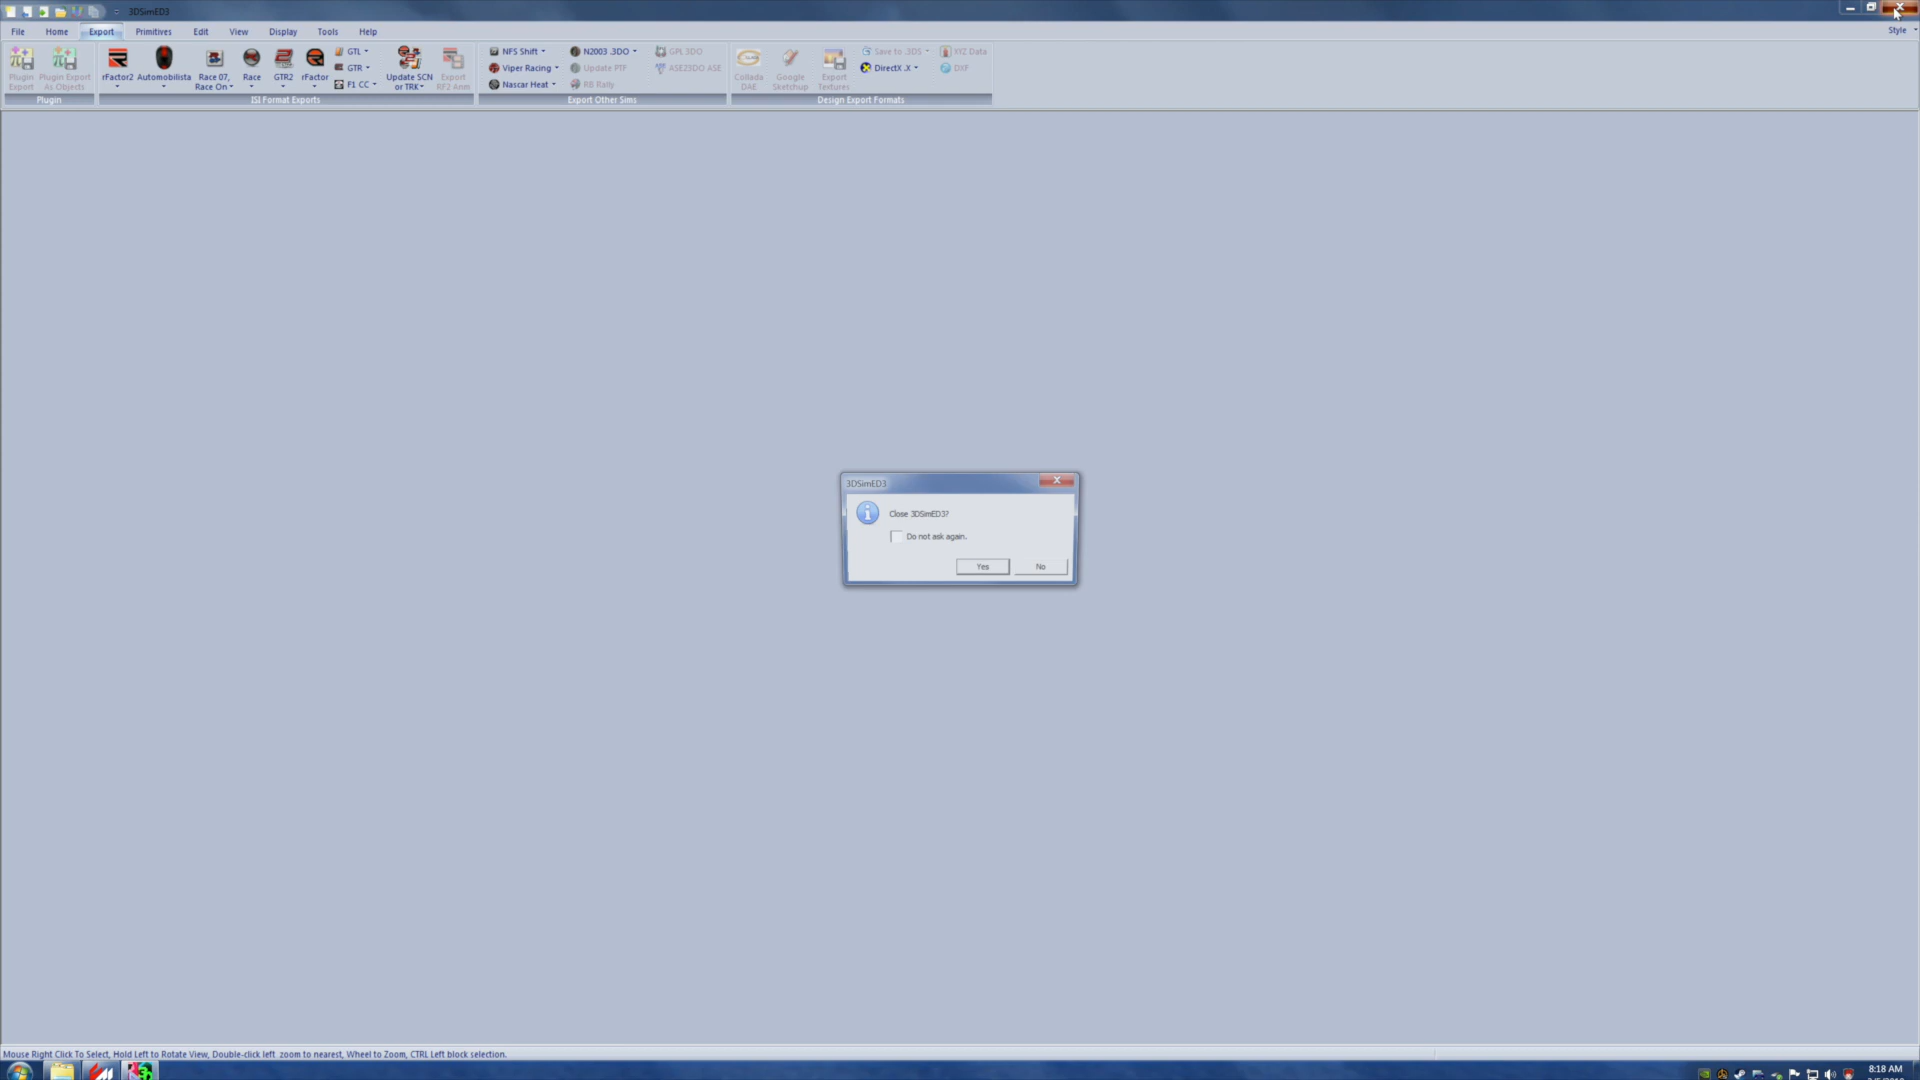 3DSimED3
File Home Export Primitives Edit View Display Tools Help Style
Plugin Export
Plugin Export As Objects
Plugin
rFactor2
Automobilista
Race 07, Race On
Race
GTR2
rFactor
GTL
GTR
F1 CC
Update SCN or TRK
Export RF2 Anm
ISI Format Exports
NFS Shift
Viper Racing
Nascar Heat
N2003 .3DO
Update PTF
RB Rally
GPL 3DO
ASE23DO ASE
Export Other Sims
Collada DAE
Google Sketchup
Export Textures
Save to .3DS
DirectX .X
XYZ Data
DXF
Design Export Formats
3DSimED3
Close 3DSimED3?
Do not ask again.
Yes No
Mouse Right Click To Select, Hold Left to Rotate View, Double-click left zoom to nearest, Wheel to Zoom, CTRL Left block selection.
8:18 AM